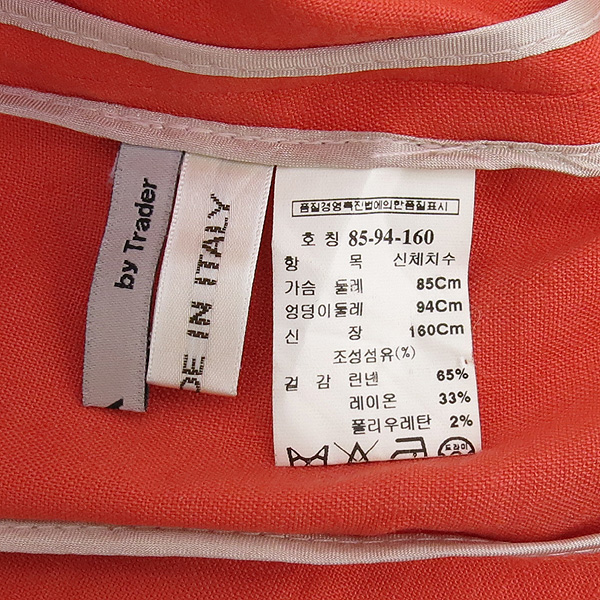 by Trader
DE IN ITALY
품질경영촉진법에의한품질표시
호 칭 85-94-160
항 목 신체치수
가슴 둘레 85Cm
엉덩이둘레 94Cm
신 장 160Cm
조성섬유(%)
겉 감 린넨 65%
레이온 33%
폴리우레탄 2%
드라이